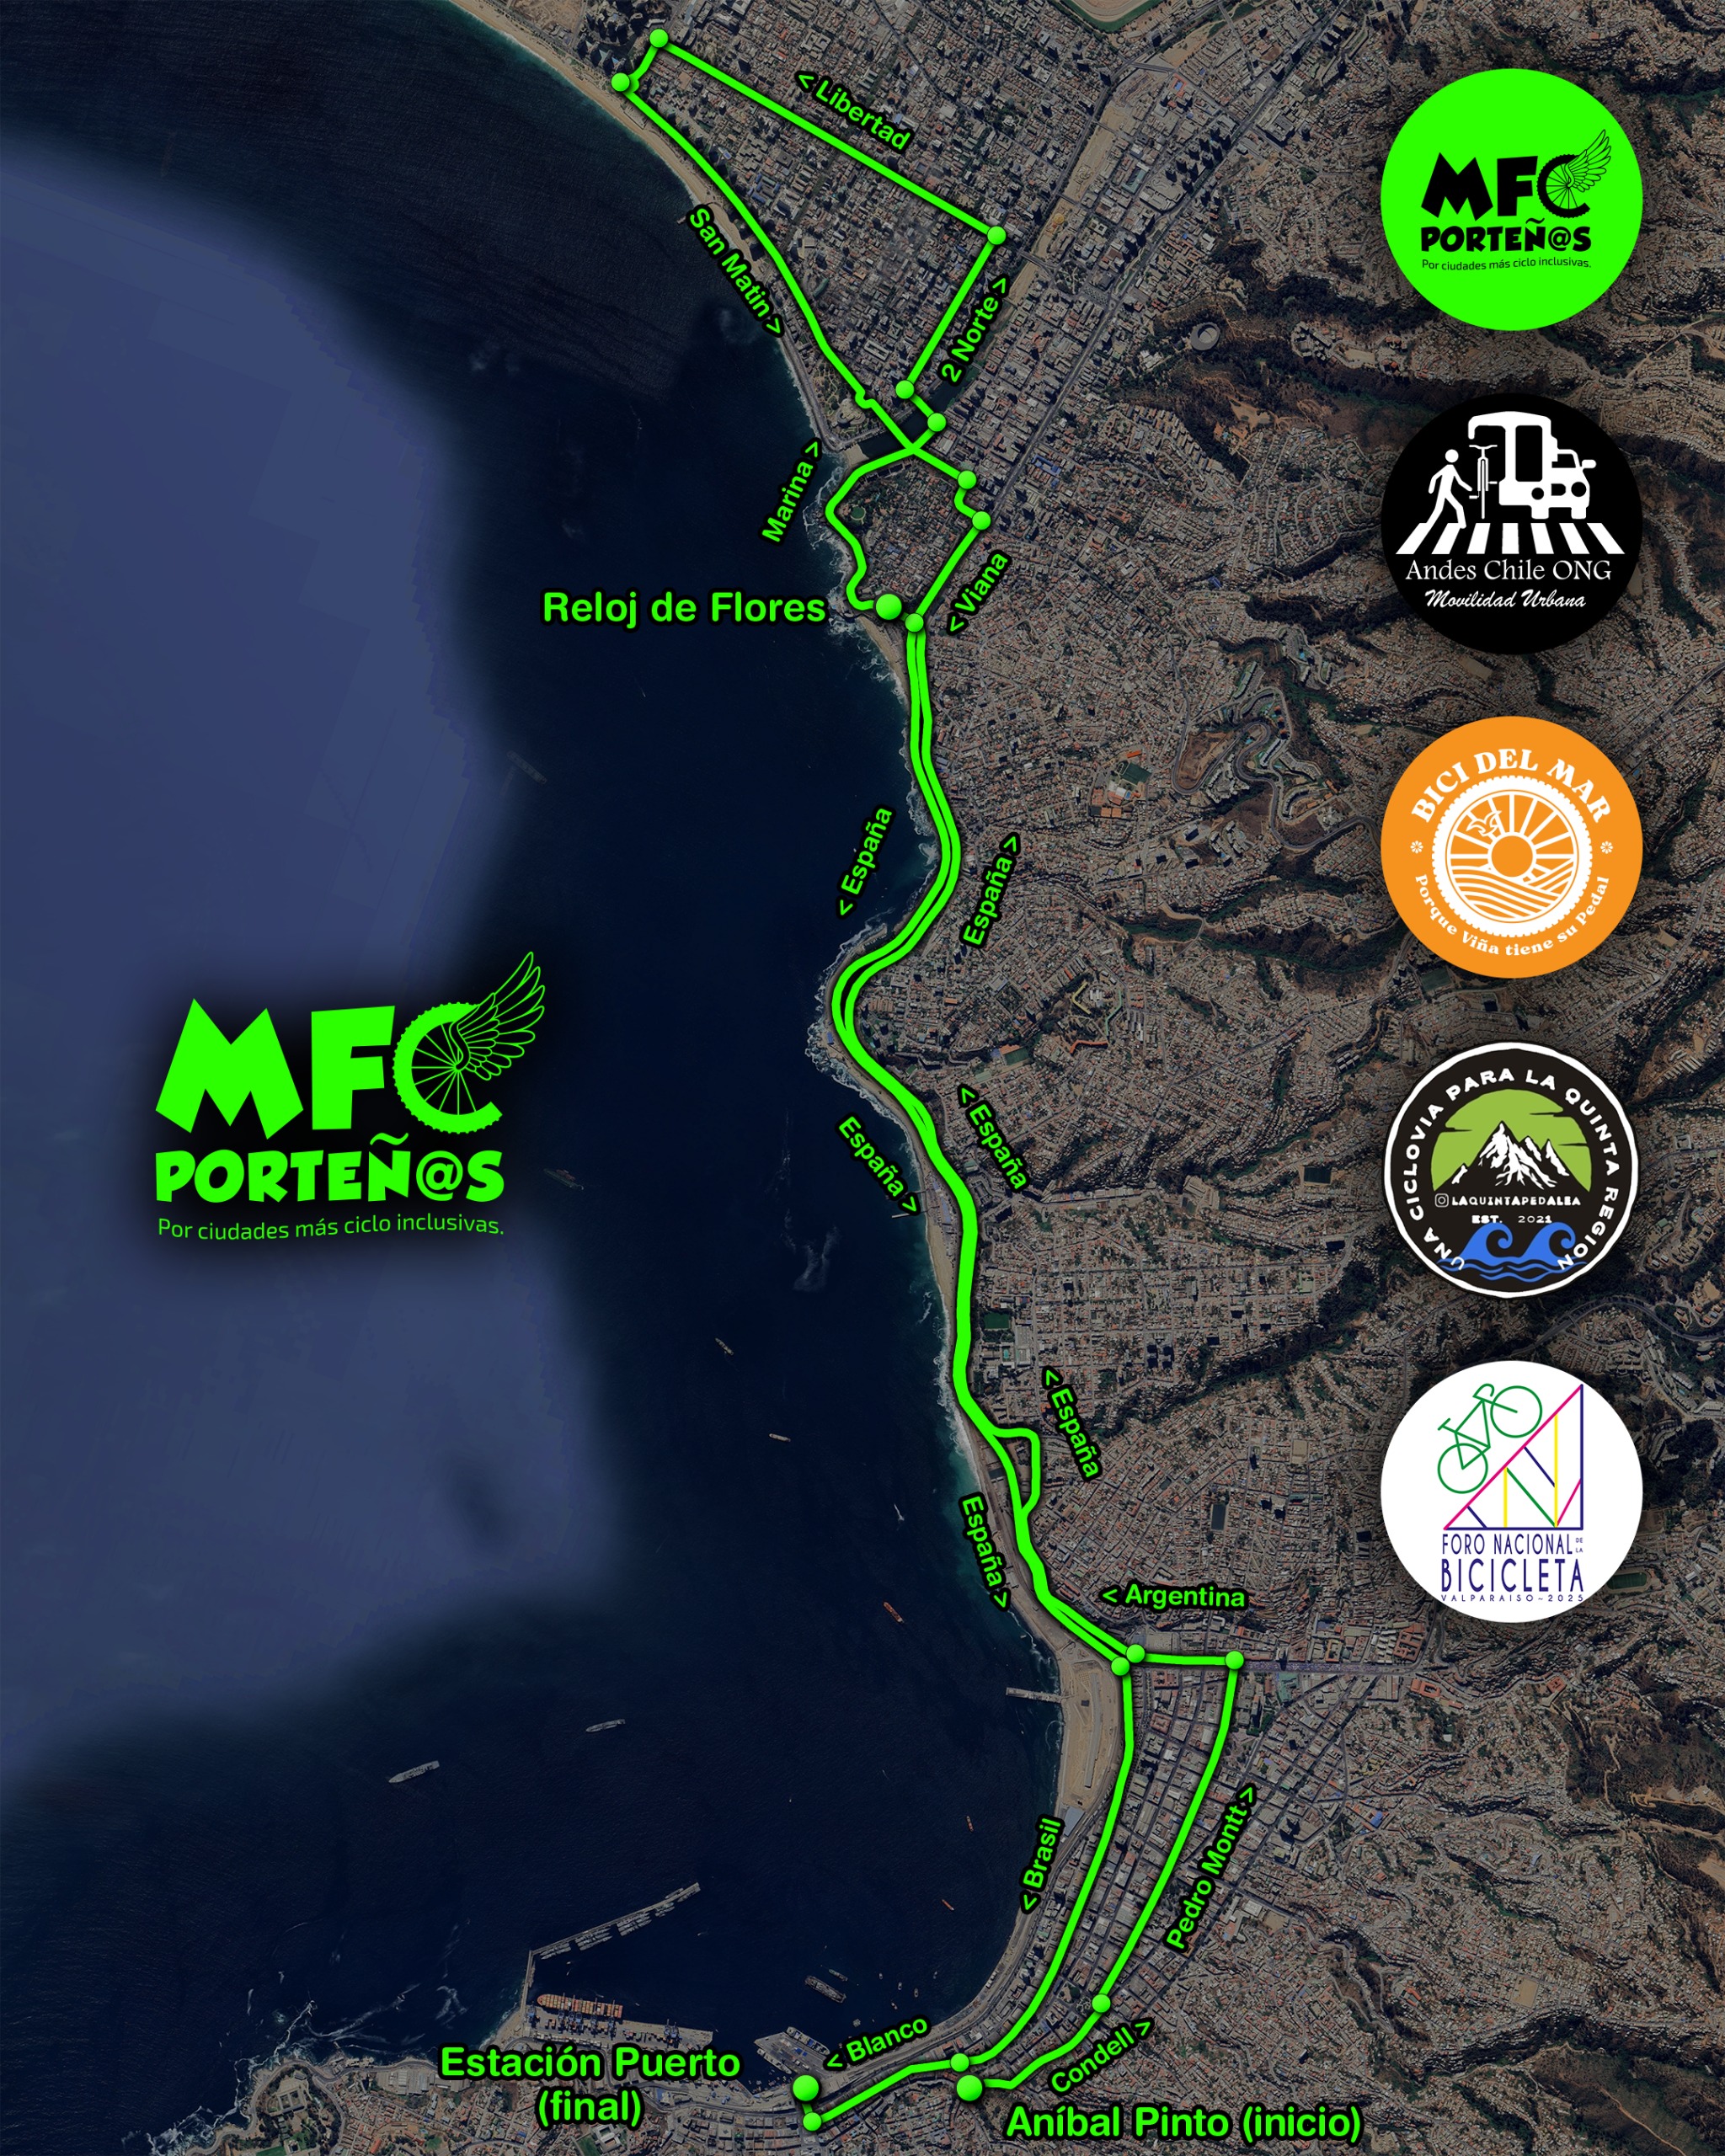 < Libertad
San Matin >
2 Norte >
Marina >
Reloj de Flores
< Viana
< España
España >
< España
España >
< España
España >
< Argentina
< Brasil
Pedro Montt >
< Blanco
Condell >
Estación Puerto
(final)
Aníbal Pinto (inicio)
MFC
PORTEÑ@S
Por ciudades más ciclo inclusivas.
MFC
PORTEÑ@S
Por ciudades más ciclo inclusivas.
Andes Chile ONG
Movilidad Urbana
BICI DEL MAR
Porque Viña tiene su Pedal
UNA CICLOVIA PARA LA QUINTA REGION
LAQUINTAPEDALEA
EST. 2021
FORO NACIONAL DE LA
BICICLETA
VALPARAISO-2025